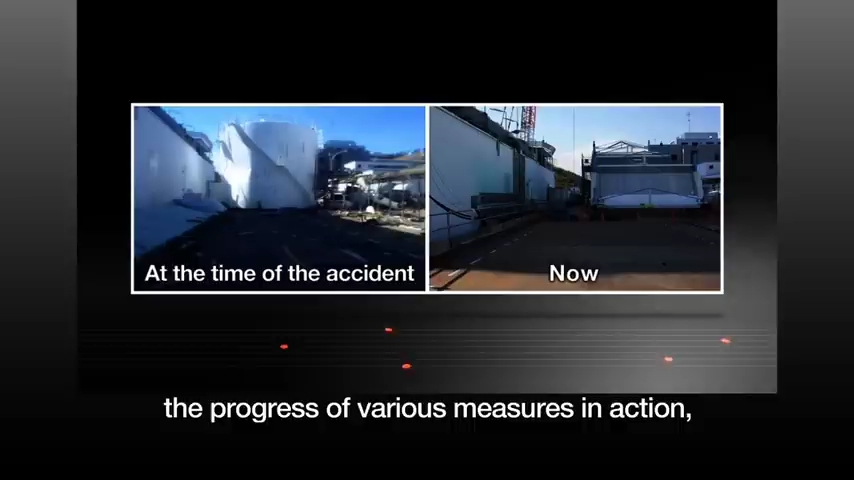 At the time of the accident
Now
the progress of various measures in action,